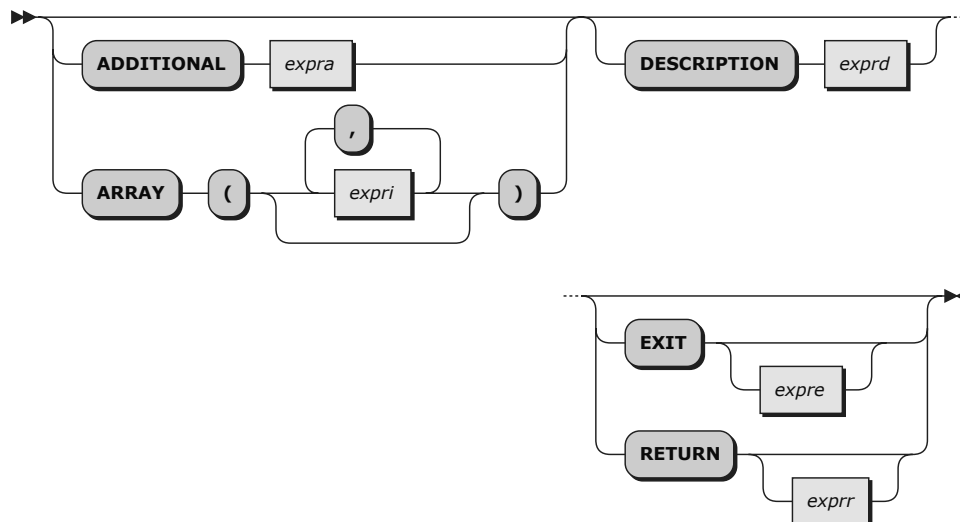 ADDITIONAL expra DESCRIPTION exprd
,
ARRAY ( expri )
EXIT
expre
RETURN
exprr